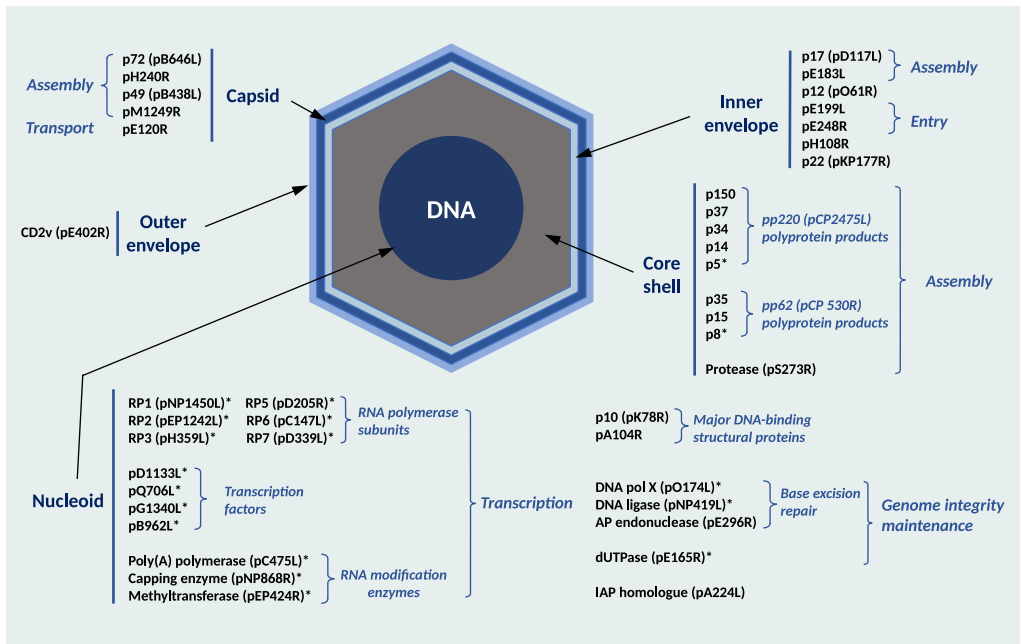 p72 (pB646L)
pH240R
p49 (pB438L)
pM1249R
pE120R
Assembly
Transport
Capsid
CD2v (pE402R)
Outer
envelope
DNA
Inner
envelope
p17 (pD117L)
pE183L
p12 (pO61R)
pE199L
pE248R
pH108R
p22 (pKP177R)
Assembly
Entry
Core
shell
p150
p37
p34
p14
p5*
pp220 (pCP2475L)
polyprotein products
p35
p15
p8*
pp62 (pCP 530R)
polyprotein products
Protease (pS273R)
Assembly
Nucleoid
RP1 (pNP1450L)* RP5 (pD205R)*
RP2 (pEP1242L)* RP6 (pC147L)*
RP3 (pH359L)* RP7 (pD339L)*
RNA polymerase
subunits
pD1133L*
pQ706L*
pG1340L*
pB962L*
Transcription
factors
Poly(A) polymerase (pC475L)*
Capping enzyme (pNP868R)*
Methyltransferase (pEP424R)*
RNA modification
enzymes
Transcription
p10 (pK78R)
pA104R
Major DNA-binding
structural proteins
DNA pol X (pO174L)*
DNA ligase (pNP419L)*
AP endonuclease (pE296R)
Base excision
repair
dUTPase (pE165R)*
Genome integrity
maintenance
IAP homologue (pA224L)